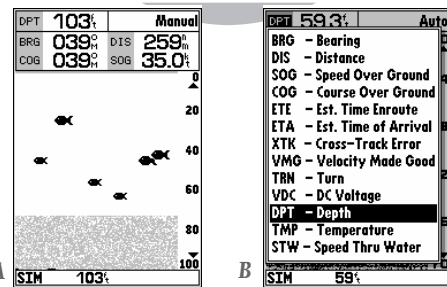 DPT 103ft Manual
BRG 039°M DIS 259nm
COG 039°M SOG 35.0kt
0
20
40
60
80
100
SIM 103ft
A
DPT 59.3ft Auto
BRG – Bearing
DIS – Distance
SOG – Speed Over Ground
COG – Course Over Ground
ETE – Est. Time Enroute
ETA – Est. Time of Arrival
XTK – Cross-Track Error
VMG – Velocity Made Good
TRN – Turn
VDC – DC Voltage
DPT – Depth
TMP – Temperature
STW – Speed Thru Water
SIM 59ft
B